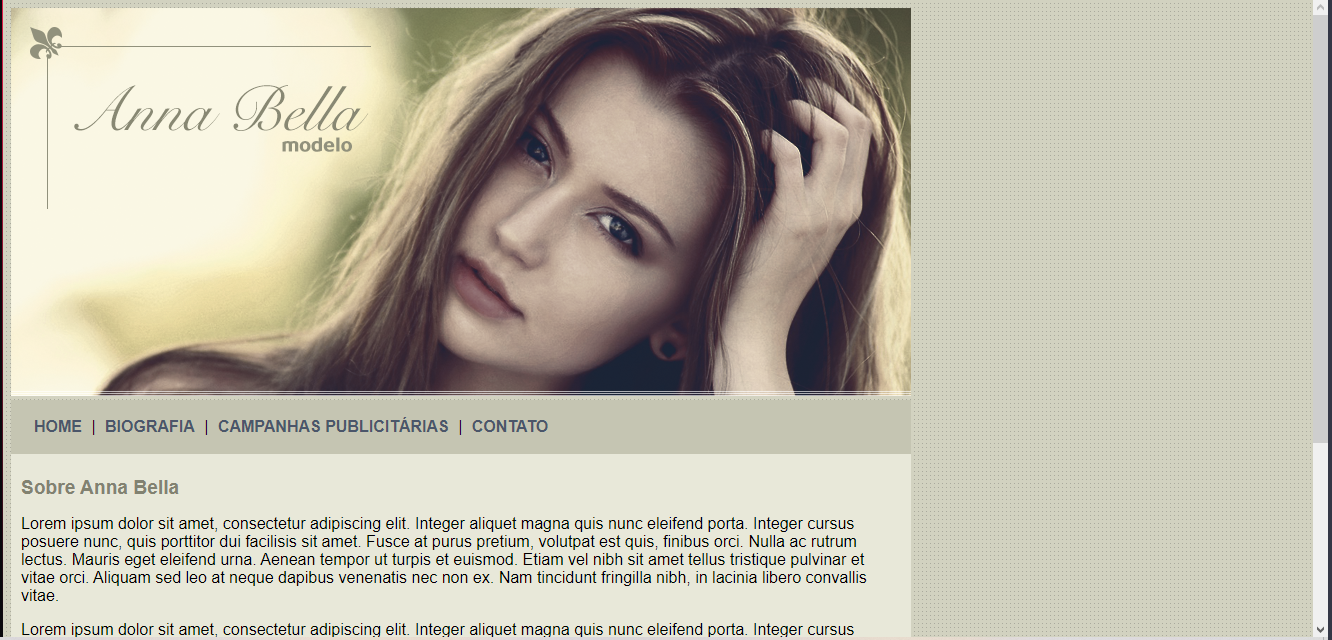 Anna Bella
modelo
HOME | BIOGRAFIA | CAMPANHAS PUBLICITÁRIAS | CONTATO
Sobre Anna Bella
Lorem ipsum dolor sit amet, consectetur adipiscing elit. Integer aliquet magna quis nunc eleifend porta. Integer cursus
posuere nunc, quis porttitor dui facilisis sit amet. Fusce at purus pretium, volutpat est quis, finibus orci. Nulla ac rutrum
lectus. Mauris eget eleifend urna. Aenean tempor ut turpis et euismod. Etiam vel nibh sit amet tellus tristique pulvinar et
vitae orci. Aliquam sed leo at neque dapibus venenatis nec non ex. Nam tincidunt fringilla nibh, in lacinia libero convallis
vitae.
Lorem ipsum dolor sit amet, consectetur adipiscing elit. Integer aliquet magna quis nunc eleifend porta. Integer cursus